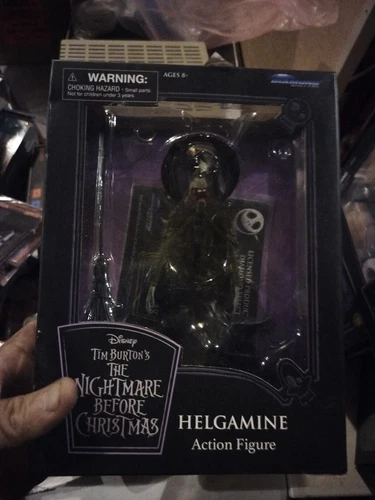 WARNING:
CHOKING HAZARD - Small parts
Not for children under 3 years
AGES 8+
Disney
TIM BURTON'S
THE
NIGHTMARE
BEFORE
CHRISTMAS
HELGAMINE
Action Figure